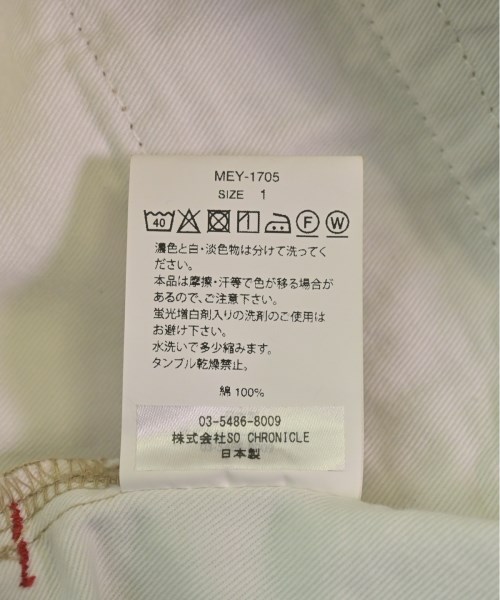 MEY-1705
SIZE 1
40 F W
濃色と白・淡色物は分けて洗ってく
ださい。
本品は摩擦・汗等で色が移る場合が
あるので、ご注意下さい。
蛍光増白剤入りの洗剤のご使用は
お避け下さい。
水洗いで多少縮みます。
タンブル乾燥禁止。
綿 100%
03-5486-8009
株式会社SO CHRONICLE
日本製